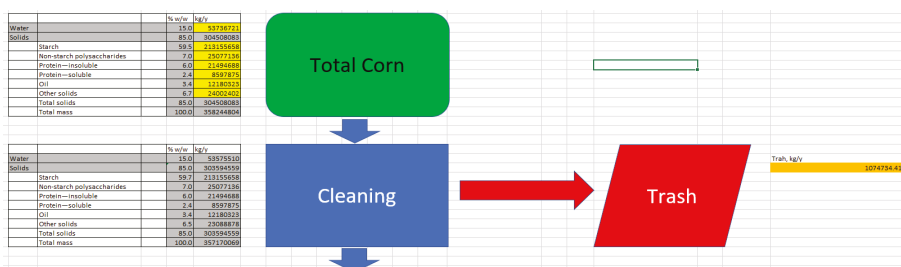 % w/w kg/y
Water 15.0 53736721
Solids 85.0 304508083
Starch 59.5 213155658
Non-starch polysaccharides 7.0 25077136
Protein—insoluble 6.0 21494688
Protein—soluble 2.4 8597875
Oil 3.4 12180323
Other solids 6.7 24002402
Total solids 85.0 304508083
Total mass 100.0 358244804
Total Corn
% w/w kg/y
Water 15.0 53575510
Solids 85.0 303594559
Starch 59.7 213155658
Non-starch polysaccharides 7.0 25077136
Protein—insoluble 6.0 21494688
Protein—soluble 2.4 8597875
Oil 3.4 12180323
Other solids 6.5 23088878
Total solids 85.0 303594559
Total mass 100.0 357170069
Cleaning
Trash
Trah, kg/y
1074734.41